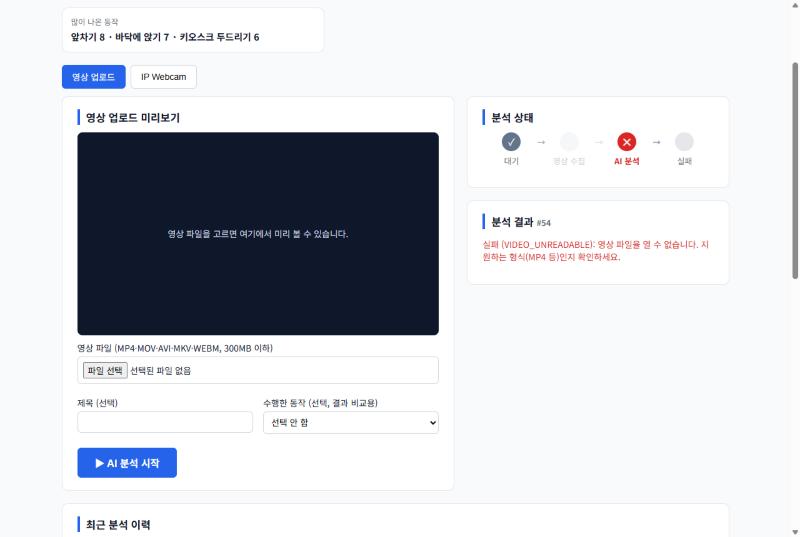 많이 나온 동작
앞차기 8 · 바닥에 앉기 7 · 키오스크 두드리기 6
영상 업로드
IP Webcam
영상 업로드 미리보기
영상 파일을 고르면 여기에서 미리 볼 수 있습니다.
영상 파일 (MP4·MOV·AVI·MKV·WEBM, 300MB 이하)
파일 선택 선택된 파일 없음
제목 (선택)
수행한 동작 (선택, 결과 비교용)
선택 안 함
▶ AI 분석 시작
분석 상태
✓ → → ✕ →
대기 영상 수집 AI 분석 실패
분석 결과 #54
실패 (VIDEO_UNREADABLE): 영상 파일을 열 수 없습니다. 지
원하는 형식(MP4 등)인지 확인하세요.
최근 분석 이력